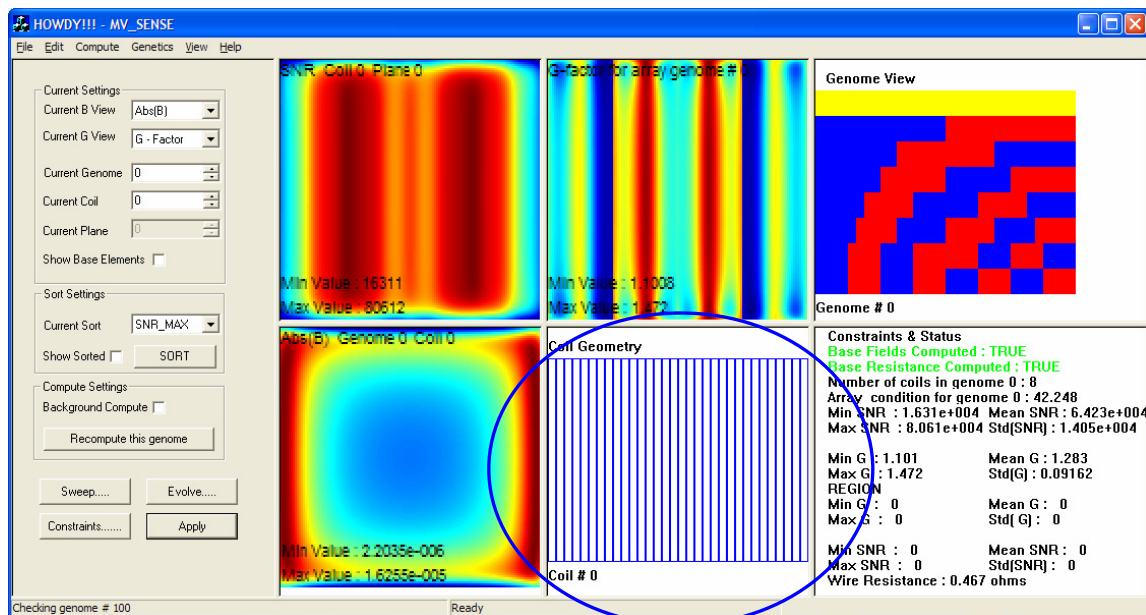 HOWDY!!! - MV_SENSE
File Edit Compute Genetics View Help
Current Settings
Current B View Abs(B)
Current G View G - Factor
Current Genome 0
Current Coil 0
Current Plane 0
Show Base Elements
Sort Settings
Current Sort SNR_MAX
Show Sorted SORT
Compute Settings
Background Compute
Recompute this genome
Sweep..... Evolve.....
Constraints....... Apply
SNR Coil 0 Plane 0
Min Value : 16311
Max Value : 80612
G-factor for array genome # 0
Min Value : 1.1008
Max Value : 1.472
Genome View
Genome # 0
Abs(B) Genome 0 Coil 0
Min Value : 2.2035e-006
Max Value : 1.6255e-005
Coil Geometry
Coil # 0
Constraints & Status
Base Fields Computed : TRUE
Base Resistance Computed : TRUE
Number of coils in genome 0 : 8
Array condition for genome 0 : 42.248
Min SNR : 1.631e+004 Mean SNR : 6.423e+004
Max SNR : 8.061e+004 Std(SNR) : 1.405e+004
Min G : 1.101 Mean G : 1.283
Max G : 1.472 Std(G) : 0.09162
REGION
Min G : 0 Mean G : 0
Max G : 0 Std( G) : 0
Min SNR : 0 Mean SNR : 0
Max SNR : 0 Std(SNR) : 0
Wire Resistance : 0.467 ohms
Checking genome # 100 Ready